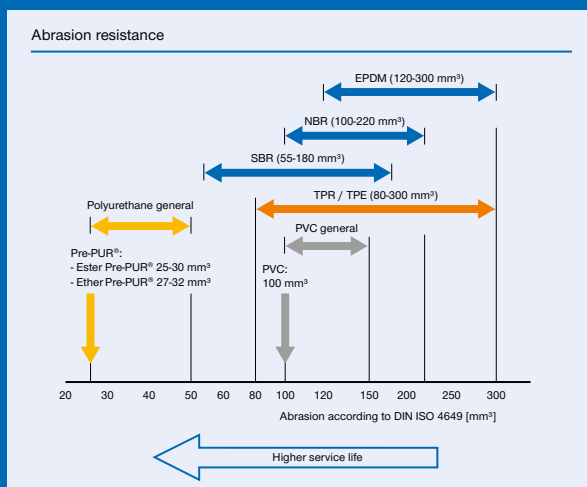 Abrasion resistance
EPDM (120-300 mm³)
NBR (100-220 mm³)
SBR (55-180 mm³)
TPR / TPE (80-300 mm³)
Polyurethane general
PVC general
Pre-PUR®:
- Ester Pre-PUR® 25-30 mm³
- Ether Pre-PUR® 27-32 mm³
PVC:
100 mm³
20 30 40 50 60 80 100 120 150 200 250 300
Abrasion according to DIN ISO 4649 [mm³]
Higher service life